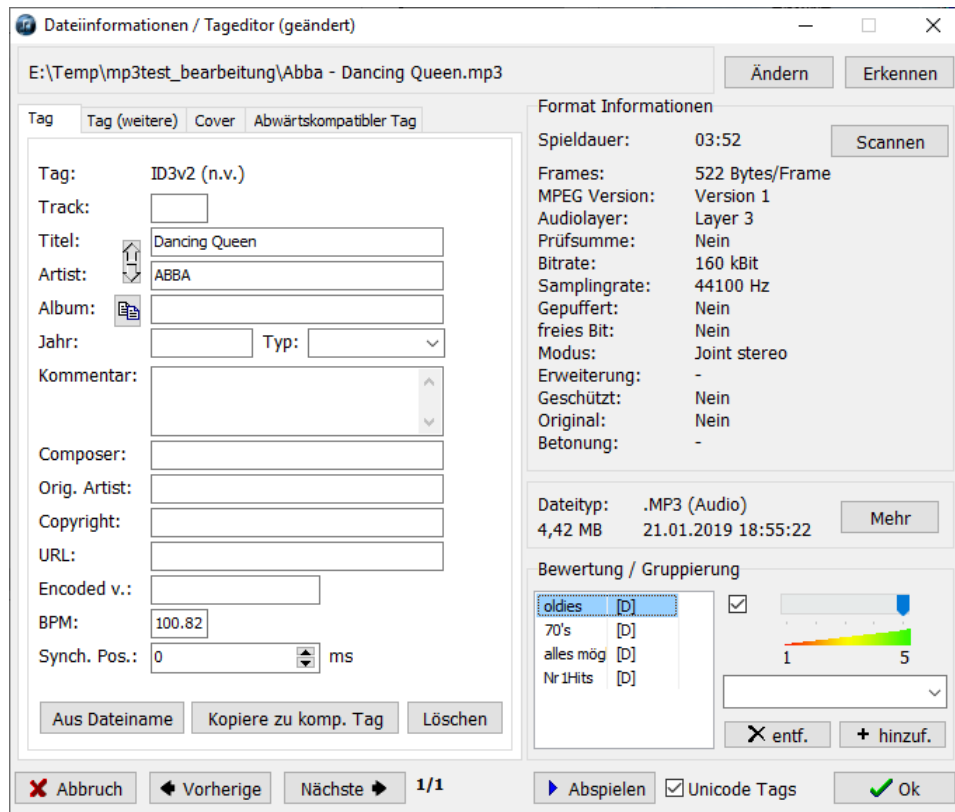 Dateiinformationen / Tageditor (geändert)
E:\Temp\mp3test_bearbeitung\Abba - Dancing Queen.mp3
Ändern
Erkennen
Tag
Tag (weitere)
Cover
Abwärtskompatibler Tag
Tag: ID3v2 (n.v.)
Track:
Titel: Dancing Queen
Artist: ABBA
Album:
Jahr: Typ:
Kommentar:
Composer:
Orig. Artist:
Copyright:
URL:
Encoded v.:
BPM: 100.82
Synch. Pos.: 0 ms
Aus Dateiname
Kopiere zu komp. Tag
Löschen
Format Informationen
Spieldauer: 03:52
Scannen
Frames: 522 Bytes/Frame
MPEG Version: Version 1
Audiolayer: Layer 3
Prüfsumme: Nein
Bitrate: 160 kBit
Samplingrate: 44100 Hz
Gepuffert: Nein
freies Bit: Nein
Modus: Joint stereo
Erweiterung: -
Geschützt: Nein
Original: Nein
Betonung: -
Dateityp: .MP3 (Audio)
4,42 MB 21.01.2019 18:55:22
Mehr
Bewertung / Gruppierung
oldies [D]
70's [D]
alles mög [D]
Nr1Hits [D]
1 5
entf.
+ hinzuf.
Abbruch
Vorherige
Nächste
1/1
Abspielen
Unicode Tags
Ok